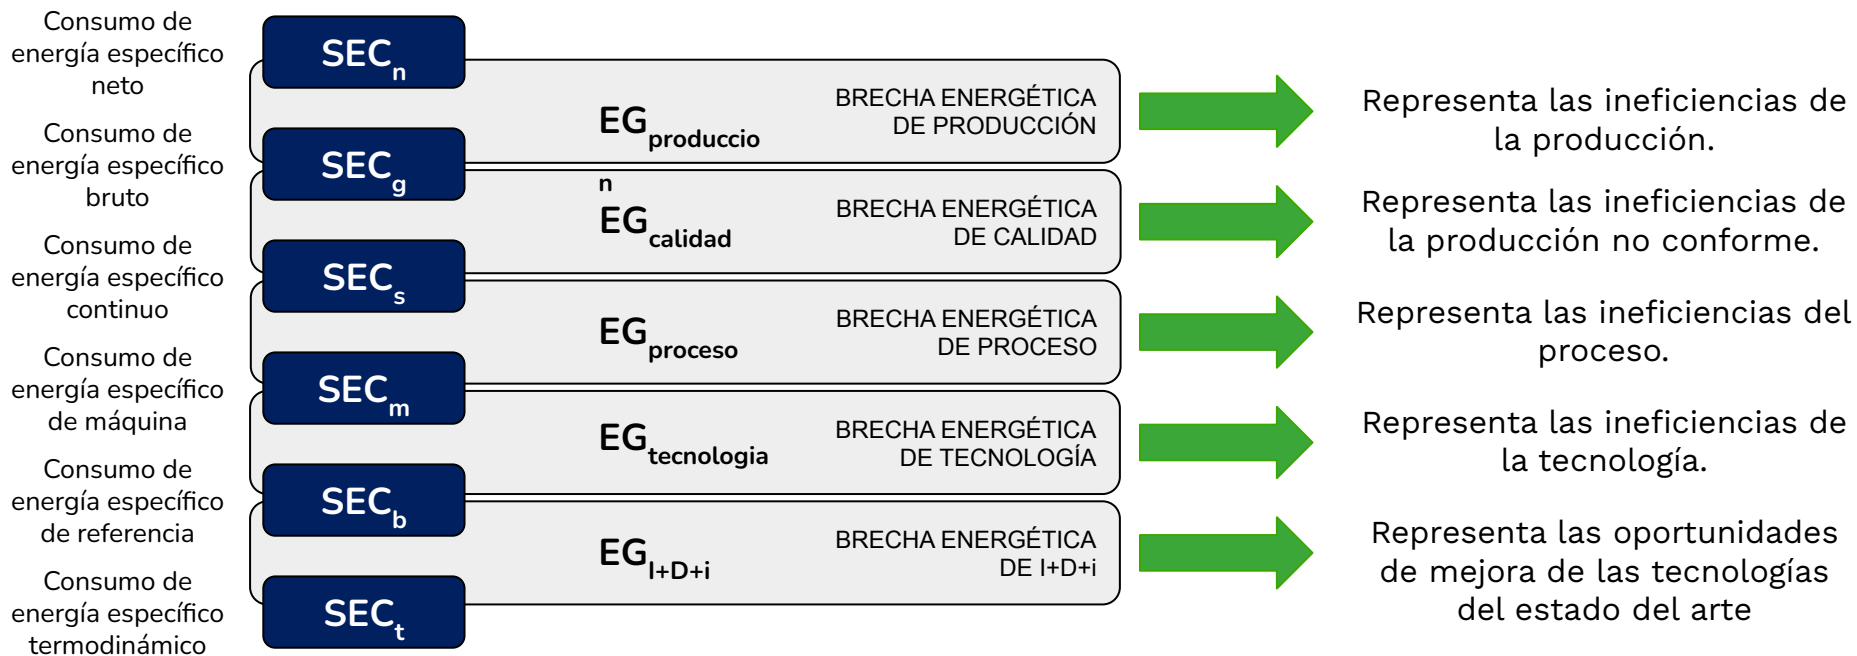 Consumo de
energía específico
neto
SECn
EGproduccio
n
BRECHA ENERGÉTICA
DE PRODUCCIÓN
Representa las ineficiencias de
la producción.
Consumo de
energía específico
bruto
SECg
EGcalidad
BRECHA ENERGÉTICA
DE CALIDAD
Representa las ineficiencias de
la producción no conforme.
Consumo de
energía específico
continuo
SECs
EGproceso
BRECHA ENERGÉTICA
DE PROCESO
Representa las ineficiencias del
proceso.
Consumo de
energía específico
de máquina
SECm
EGtecnologia
BRECHA ENERGÉTICA
DE TECNOLOGÍA
Representa las ineficiencias de
la tecnología.
Consumo de
energía específico
de referencia
SECb
EGI+D+i
BRECHA ENERGÉTICA
DE I+D+i
Representa las oportunidades
de mejora de las tecnologías
del estado del arte
Consumo de
energía específico
termodinámico
SECt